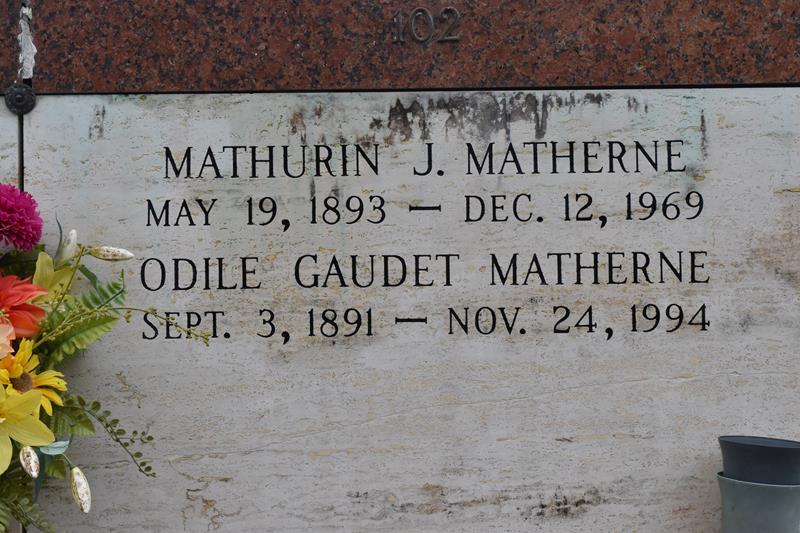 102
MATHURIN J. MATHERNE
MAY 19, 1893 — DEC. 12, 1969
ODILE GAUDET MATHERNE
SEPT. 3, 1891 — NOV. 24, 1994